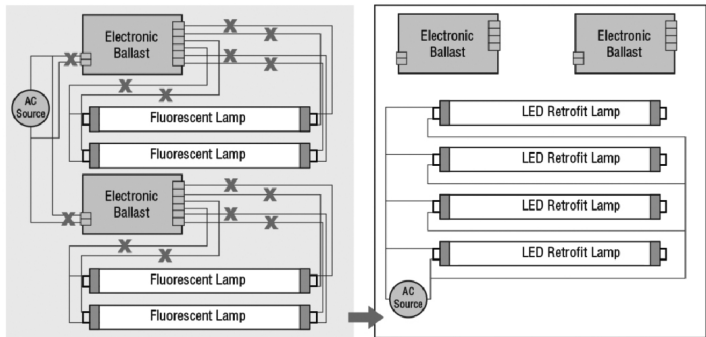 Electronic
Ballast
AC
Source
Fluorescent Lamp
Fluorescent Lamp
Electronic
Ballast
Fluorescent Lamp
Fluorescent Lamp
Electronic
Ballast
Electronic
Ballast
LED Retrofit Lamp
LED Retrofit Lamp
LED Retrofit Lamp
LED Retrofit Lamp
AC
Source